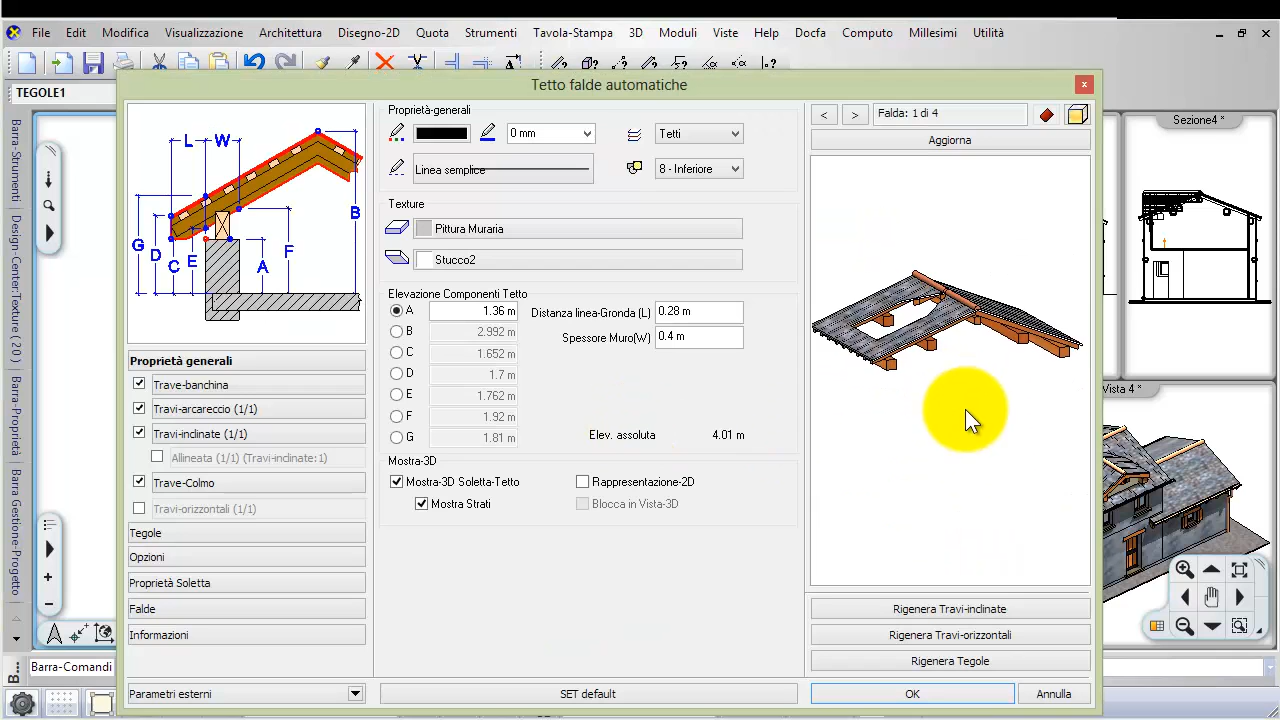 File Edit Modifica Visualizzazione Architettura Disegno-2D Quota Strumenti Tavola-Stampa 3D Moduli Viste Help Docfa Computo Millesimi Utilità
TEGOLE1
Tetto falde automatiche
Barra-Strumenti
Design-Center:Texture ( 20 )
Barra-Proprietà
Barra Gestione-Progetto
L W
B
G
D
C
E
F
A
Proprietà generali
Trave-banchina
Travi-arcareccio (1/1)
Travi-inclinate (1/1)
Allineata (1/1) (Travi-inclinate:1)
Trave-Colmo
Travi-orizzontali (1/1)
Tegole
Opzioni
Proprietà Soletta
Falde
Informazioni
Parametri esterni
Proprietà-generali
0 mm
Tetti
Linea semplice
8 - Inferiore
Texture
Pittura Muraria
Stucco2
Elevazione Componenti Tetto
A 1.36 m
B 2.992 m
C 1.652 m
D 1.7 m
E 1.762 m
F 1.92 m
G 1.81 m
Distanza linea-Gronda (L) 0.28 m
Spessore Muro(W) 0.4 m
Elev. assoluta 4.01 m
Mostra-3D
Mostra-3D Soletta-Tetto
Rappresentazione-2D
Mostra Strati
Blocca in Vista-3D
SET default
< > Falda: 1 di 4
Aggiorna
Rigenera Travi-inclinate
Rigenera Travi-orizzontali
Rigenera Tegole
OK Annulla
Sezione4 *
Vista 4 *
Barra-Comandi